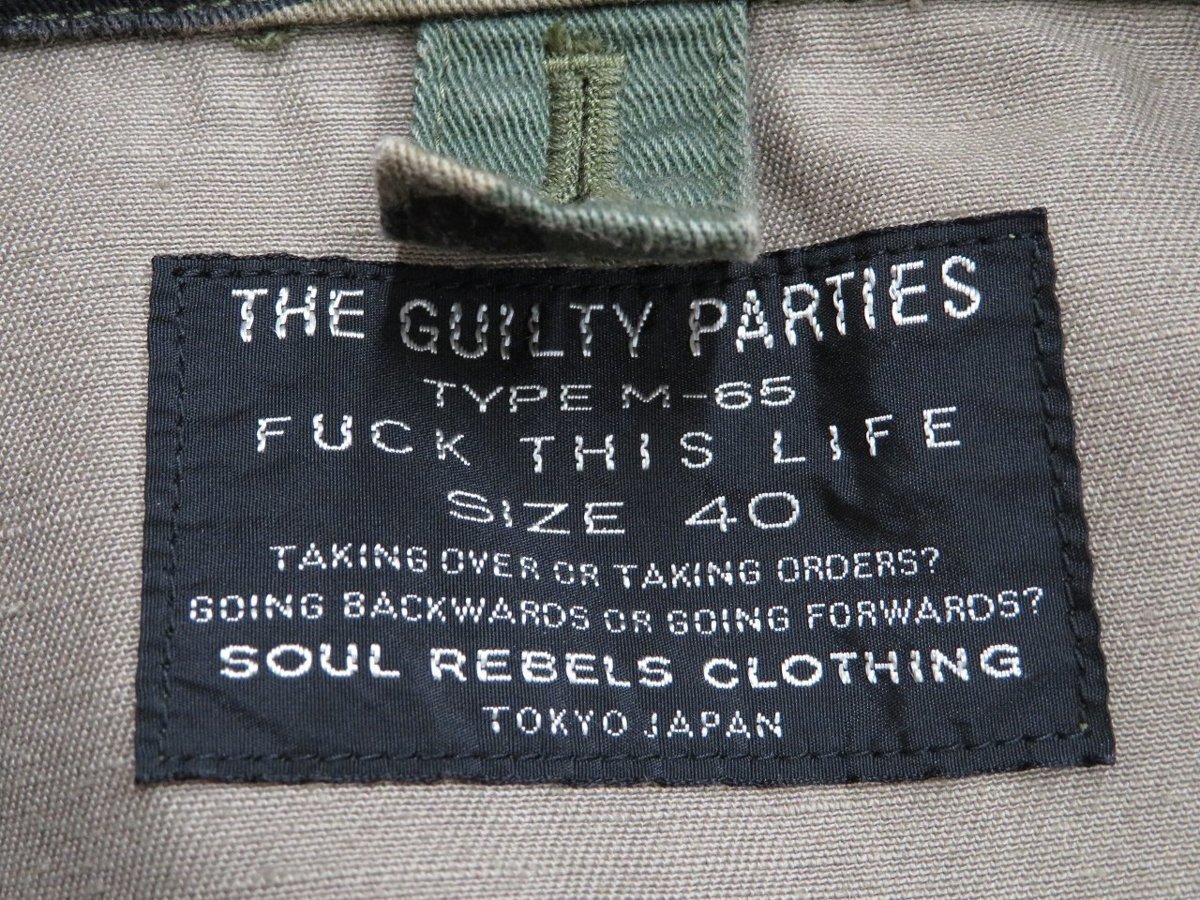 THE GUILTY PARTIES
TYPE M-65
FUCK THIS LIFE
SIZE 40
TAKING OVER OR TAKING ORDERS?
GOING BACKWARDS OR GOING FORWARDS?
SOUL REBELS CLOTHING
TOKYO JAPAN